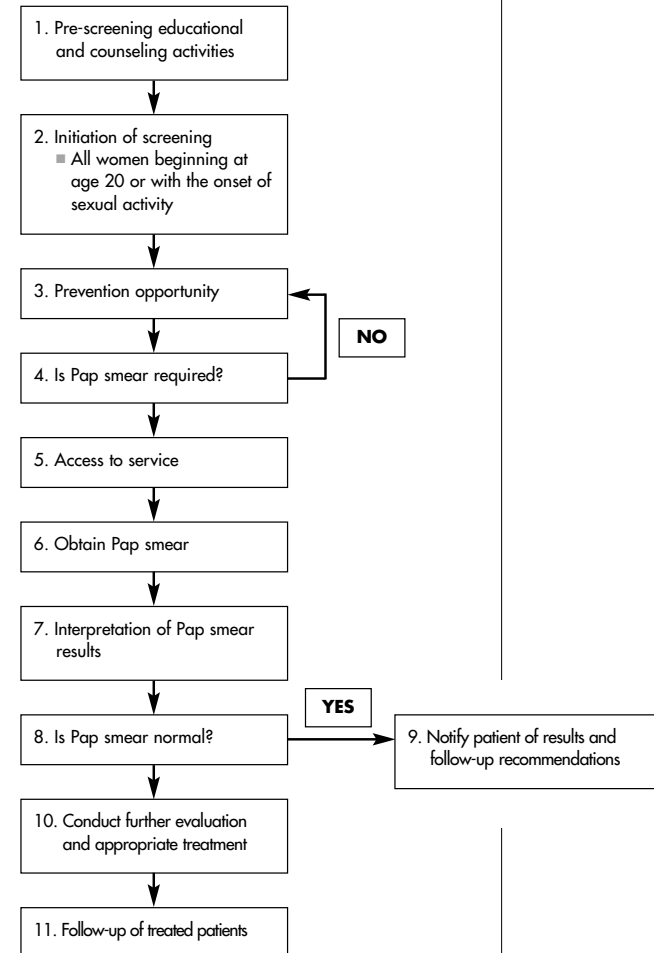 1. Pre-screening educational
and counseling activities
2. Initiation of screening
■ All women beginning at
age 20 or with the onset of
sexual activity
3. Prevention opportunity
NO
4. Is Pap smear required?
5. Access to service
6. Obtain Pap smear
7. Interpretation of Pap smear
results
YES
8. Is Pap smear normal?
9. Notify patient of results and
follow-up recommendations
10. Conduct further evaluation
and appropriate treatment
11. Follow-up of treated patients